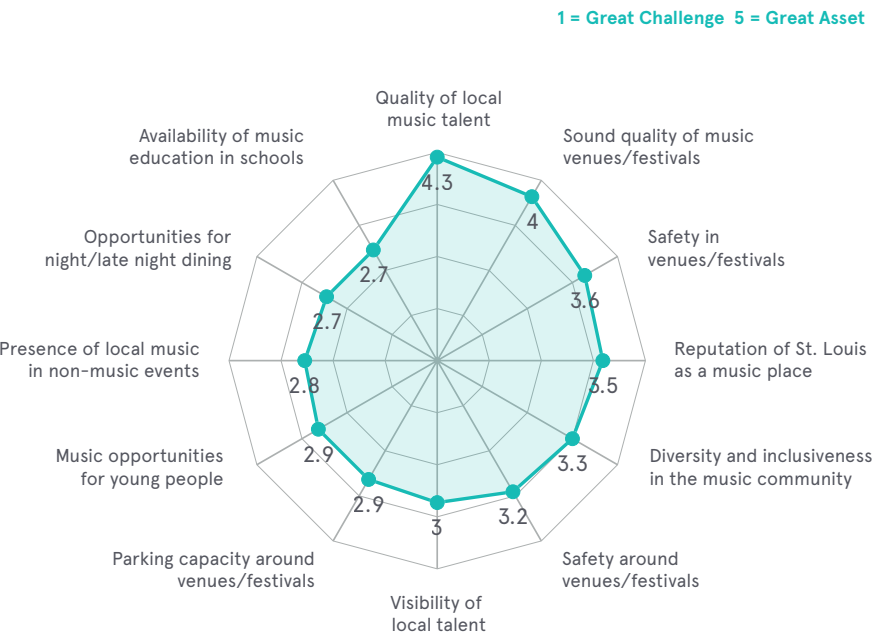 1 = Great Challenge  5 = Great Asset
Quality of local
music talent
Availability of music
education in schools
Sound quality of music
venues/festivals
4.3
4
Opportunities for
night/late night dining
Safety in
venues/festivals
2.7
3.6
2.7
Presence of local music
in non-music events
Reputation of St. Louis
as a music place
2.8
3.5
Music opportunities
for young people
Diversity and inclusiveness
in the music community
2.9
3.3
2.9
3
3.2
Parking capacity around
venues/festivals
Safety around
venues/festivals
Visibility of
local talent